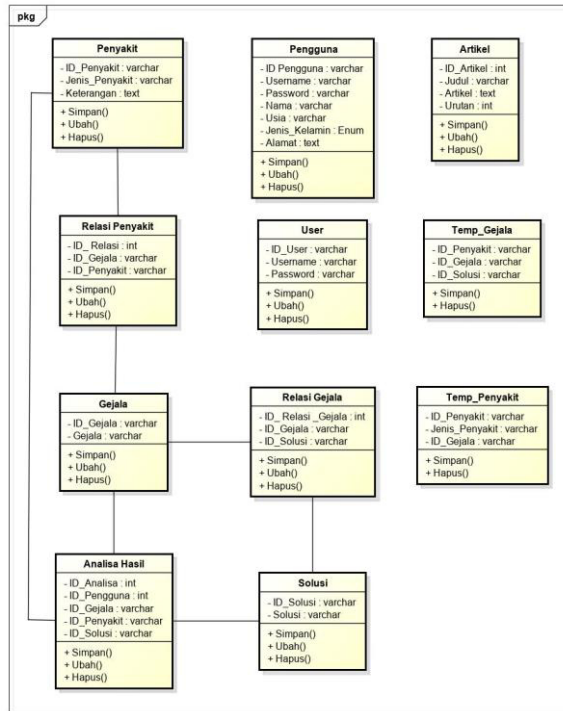 pkg
Penyakit
- ID_Penyakit : varchar
- Jenis_Penyakit : varchar
- Keterangan : text
+ Simpan()
+ Ubah()
+ Hapus()
Pengguna
- ID Pengguna : varchar
- Username : varchar
- Password : varchar
- Nama : varchar
- Usia : varchar
- Jenis_Kelamin : Enum
- Alamat : text
+ Simpan()
+ Ubah()
+ Hapus()
Artikel
- ID_Artikel : int
- Judul : varchar
- Artikel : text
- Urutan : int
+ Simpan()
+ Ubah()
+ Hapus()
Relasi Penyakit
- ID_ Relasi : int
- ID_Gejala : varchar
- ID_Penyakit : varchar
+ Simpan()
+ Ubah()
+ Hapus()
User
- ID_User : varchar
- Username : varchar
- Password : varchar
+ Simpan()
+ Ubah()
+ Hapus()
Temp_Gejala
- ID_Penyakit : varchar
- ID_Gejala : varchar
- ID_Solusi : varchar
+ Simpan()
+ Hapus()
Gejala
- ID_Gejala : varchar
- Gejala : varchar
+ Simpan()
+ Ubah()
+ Hapus()
Relasi Gejala
- ID_ Relasi _Gejala : int
- ID_Gejala : varchar
- ID_Solusi : varchar
+ Simpan()
+ Ubah()
+ Hapus()
Temp_Penyakit
- ID_Penyakit : varchar
- Jenis_Penyakit : varchar
- ID_Gejala : varchar
+ Simpan()
+ Hapus()
Analisa Hasil
- ID_Analisa : int
- ID_Pengguna : int
- ID_Gejala : varchar
- ID_Penyakit : varchar
- ID_Solusi : varchar
+ Simpan()
+ Ubah()
+ Hapus()
Solusi
- ID_Solusi : varchar
- Solusi : varchar
+ Simpan()
+ Ubah()
+ Hapus()